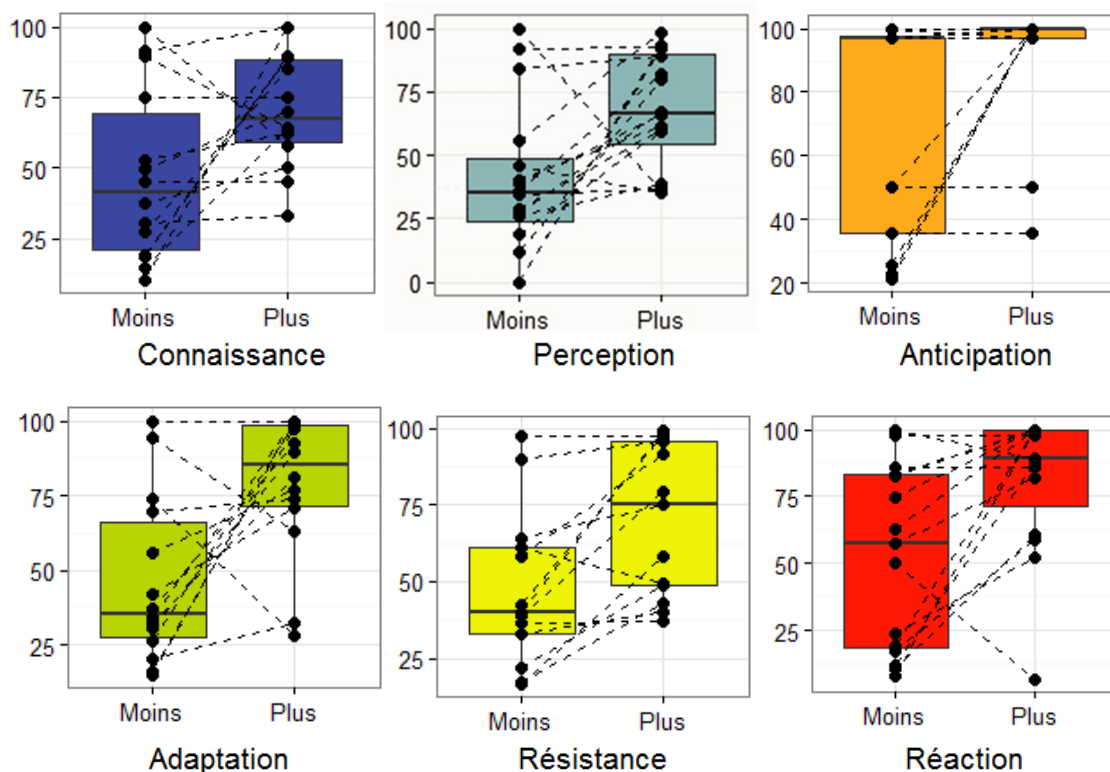 100
75
50
25
Moins
Plus
Connaissance
100
75
50
25
0
Moins
Plus
Perception
100
80
60
40
20
Moins
Plus
Anticipation
100
75
50
25
Moins
Plus
Adaptation
100
75
50
25
Moins
Plus
Résistance
100
75
50
25
Moins
Plus
Réaction